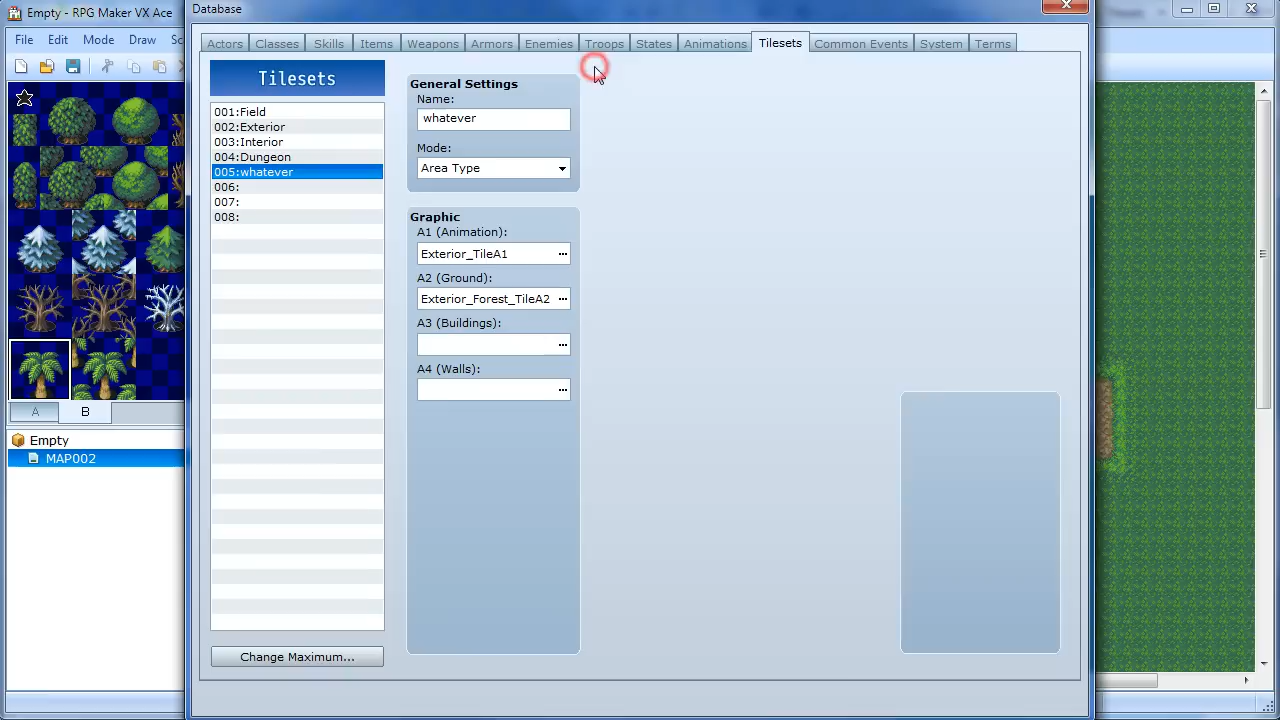 Empty - RPG Maker VX Ace
Database
File Edit Mode Draw Sc
Actors Classes Skills Items Weapons Armors Enemies Troops States Animations Tilesets Common Events System Terms
Tilesets
001:Field
002:Exterior
003:Interior
004:Dungeon
005:whatever
006:
007:
008:
Change Maximum...
General Settings
Name:
whatever
Mode:
Area Type
Graphic
A1 (Animation):
Exterior_TileA1
A2 (Ground):
Exterior_Forest_TileA2
A3 (Buildings):
A4 (Walls):
A B
Empty
MAP002